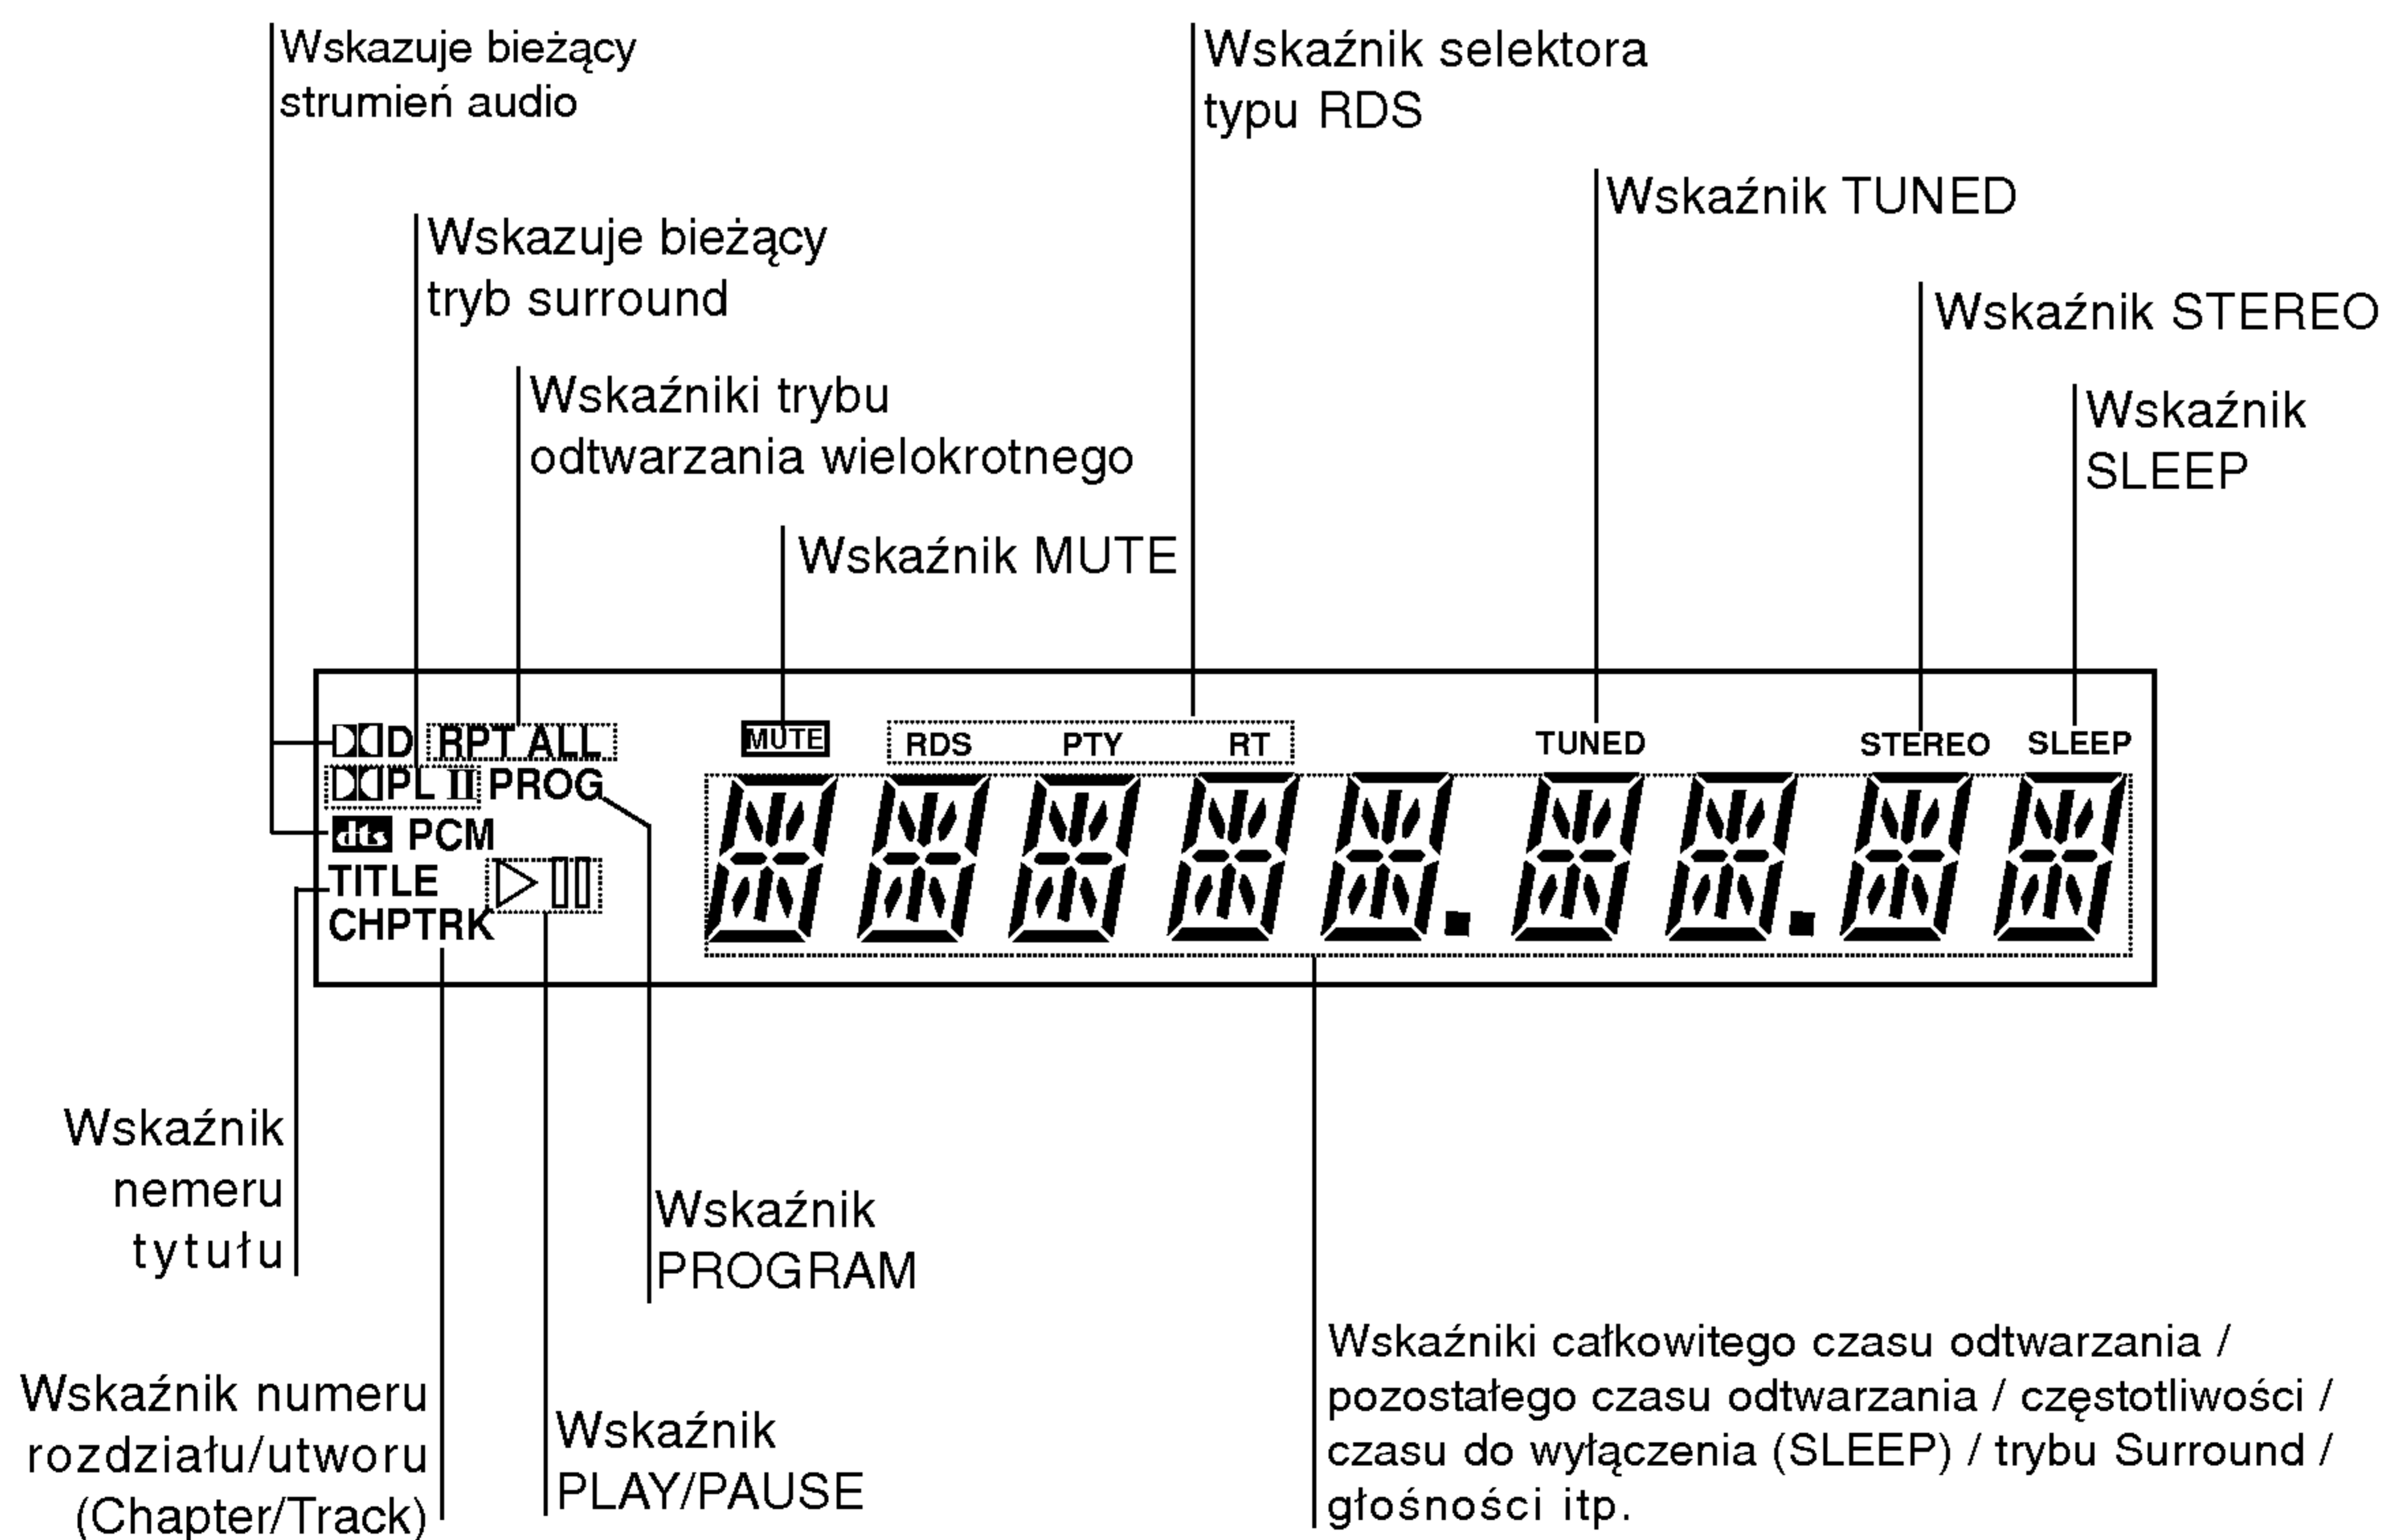 Wskazuje bieżący
strumień audio
Wskaźnik selektora
typu RDS
Wskaźnik TUNED
Wskazuje bieżący
tryb surround
Wskaźnik STEREO
Wskaźniki trybu
odtwarzania wielokrotnego
Wskaźnik
SLEEP
Wskaźnik MUTE
D RPT ALL
MUTE
RDS PTY RT
TUNED
STEREO
SLEEP
PL II PROG
dts PCM
TITLE
CHPTRK
Wskaźnik
nemeru
tytułu
Wskaźnik
PROGRAM
Wskaźnik numeru
rozdziału/utworu
(Chapter/Track)
Wskaźnik
PLAY/PAUSE
Wskaźniki całkowitego czasu odtwarzania /
pozostałego czasu odtwarzania / częstotliwości /
czasu do wyłączenia (SLEEP) / trybu Surround /
głośności itp.